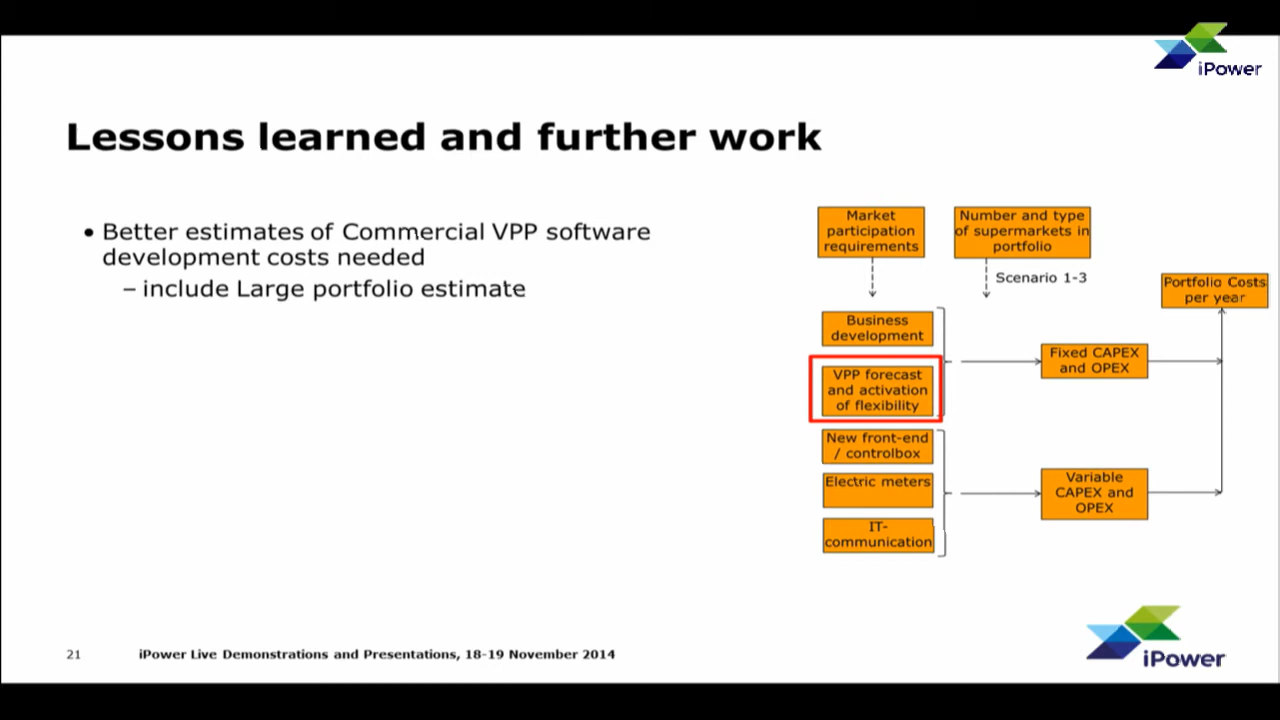 iPower
Lessons learned and further work
• Better estimates of Commercial VPP software
development costs needed
– include Large portfolio estimate
Market
participation
requirements
Number and type
of supermarkets in
portfolio
Scenario 1-3
Portfolio Costs
per year
Business
development
VPP forecast
and activation
of flexibility
Fixed CAPEX
and OPEX
New front-end
/ controlbox
Electric meters
IT-
communication
Variable
CAPEX and
OPEX
21
iPower Live Demonstrations and Presentations, 18-19 November 2014
iPower